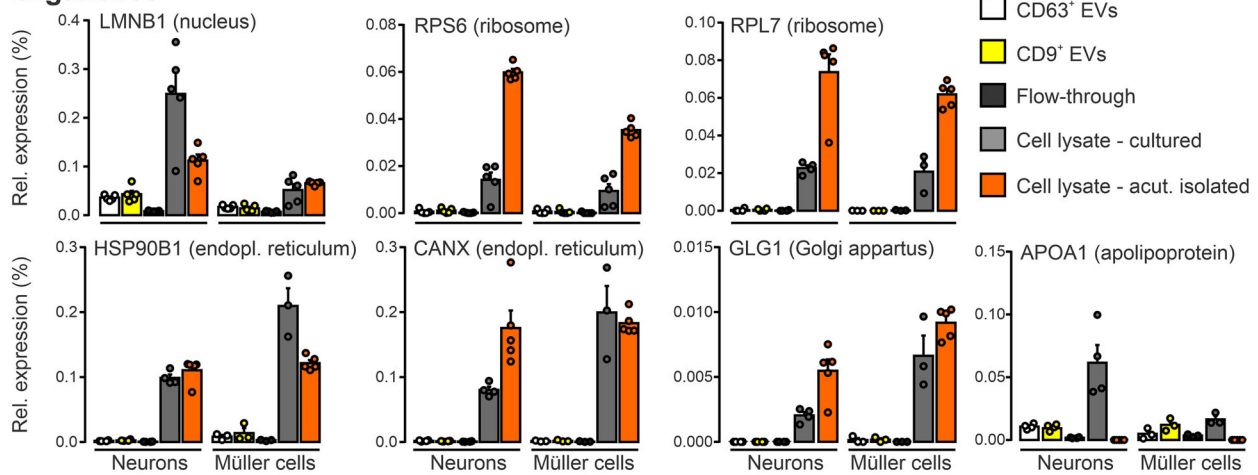 LMNB1 (nucleus)
Rel. expression (%)
0.4
0.3
0.2
0.1
0.0
RPS6 (ribosome)
0.08
0.06
0.04
0.02
0.00
RPL7 (ribosome)
0.10
0.08
0.06
0.04
0.02
0.00
CD63⁺ EVs
CD9⁺ EVs
Flow-through
Cell lysate - cultured
Cell lysate - acut. isolated
HSP90B1 (endopl. reticulum)
Rel. expression (%)
0.3
0.2
0.1
0.0
Neurons
Müller cells
CANX (endopl. reticulum)
0.3
0.2
0.1
0.0
Neurons
Müller cells
GLG1 (Golgi appartus)
0.015
0.010
0.005
0.000
Neurons
Müller cells
APOA1 (apolipoprotein)
0.15
0.10
0.05
0.00
Neurons
Müller cells